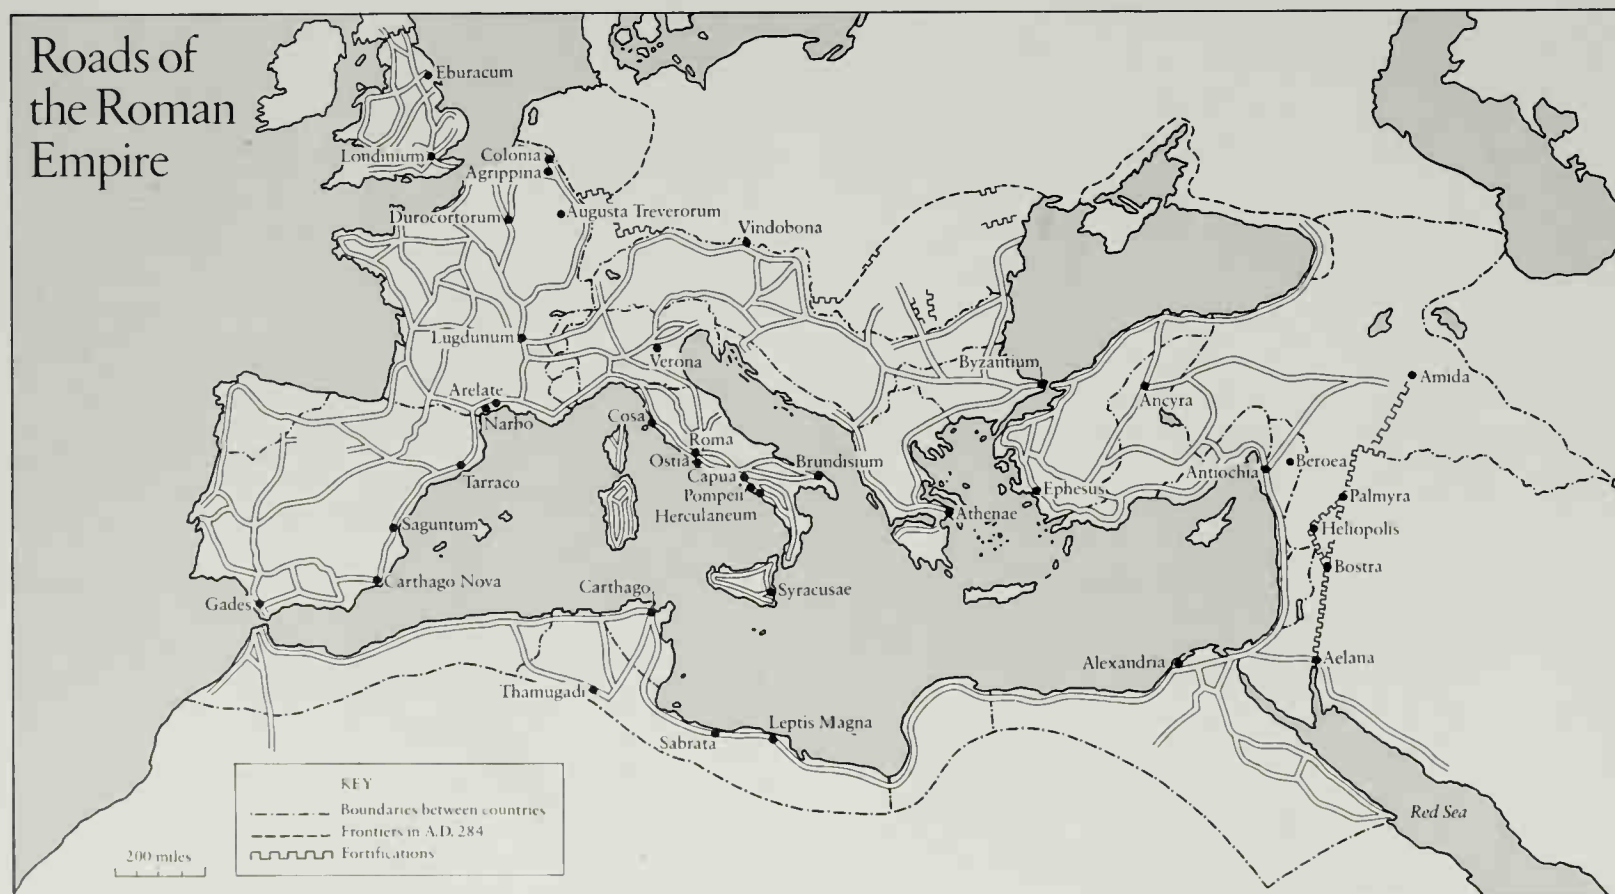 Roads of
the Roman
Empire
Eburacum
Londinium
Colonia
Agrippina
Durocortorum
Augusta Treverorum
Vindobona
Lugdunum
Verona
Byzantium
Amida
Arelate
Narbo
Ancyra
Cosa
Roma
Ostia
Capua
Pompeii
Herculaneum
Brundisium
Tarraco
Antiochia
Beroea
Ephesus
Palmyra
Saguntum
Athenae
Heliopolis
Bostra
Carthago Nova
Carthago
Syracusae
Gades
Alexandria
Aelana
Thamugadi
Leptis Magna
Sabrata
KEY
Boundaries between countries
Frontiers in A.D. 284
Fortifications
200 miles
Red Sea